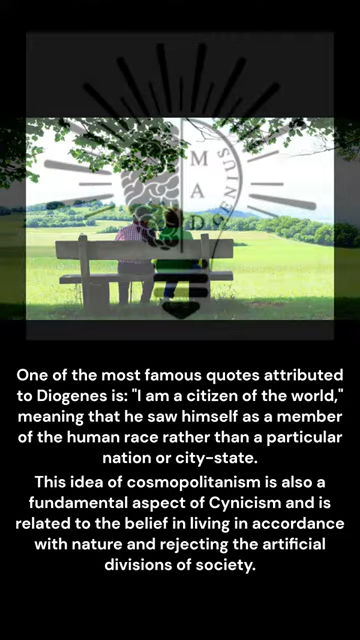 M
A
D
GENIUS
One of the most famous quotes attributed
to Diogenes is: "I am a citizen of the world,"
meaning that he saw himself as a member
of the human race rather than a particular
nation or city-state.
This idea of cosmopolitanism is also a
fundamental aspect of Cynicism and is
related to the belief in living in accordance
with nature and rejecting the artificial
divisions of society.